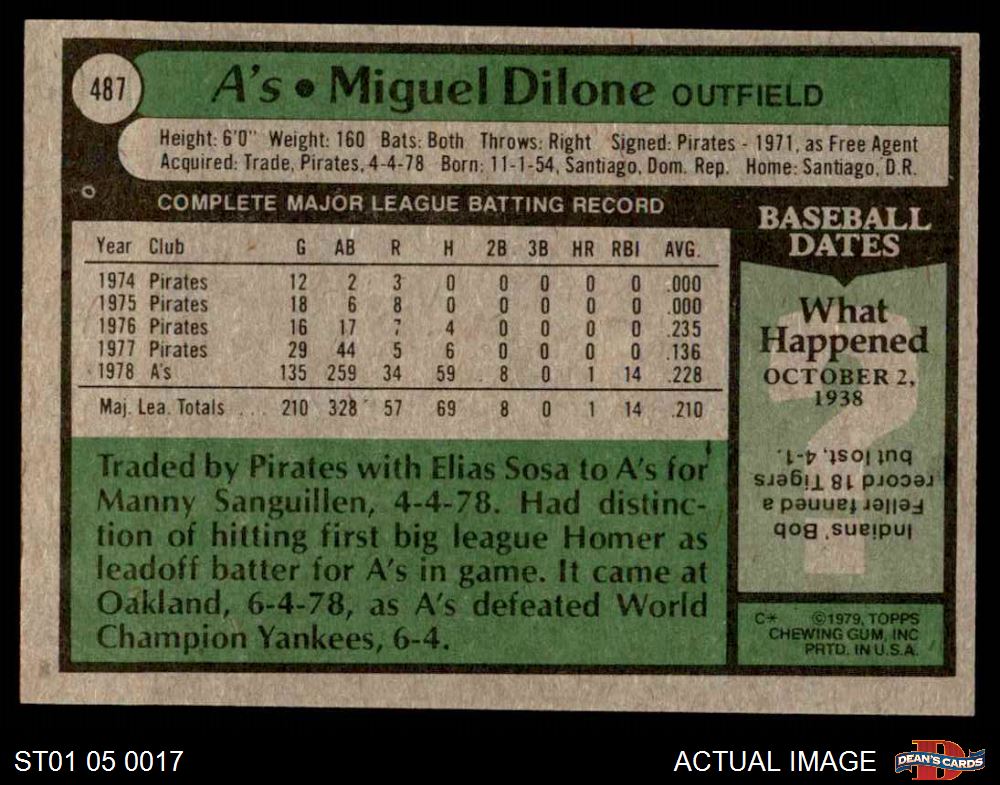 487
A's • Miguel Dilone OUTFIELD
Height: 6'0" Weight: 160 Bats: Both Throws: Right Signed: Pirates - 1971, as Free Agent
Acquired: Trade, Pirates, 4-4-78 Born: 11-1-54, Santiago, Dom. Rep. Home: Santiago, D.R.
COMPLETE MAJOR LEAGUE BATTING RECORD
Year Club G AB R H 2B 3B HR RBI AVG.
1974 Pirates 12 2 3 0 0 0 0 0 .000
1975 Pirates 18 6 8 0 0 0 0 0 .000
1976 Pirates 16 17 7 4 0 0 0 0 .235
1977 Pirates 29 44 5 6 0 0 0 0 .136
1978 A's 135 259 34 59 8 0 1 14 .228
Maj. Lea. Totals . . . 210 328 57 69 8 0 1 14 .210
Traded by Pirates with Elias Sosa to A's for
Manny Sanguillen, 4-4-78. Had distinc-
tion of hitting first big league Homer as
leadoff batter for A's in game. It came at
Oakland, 6-4-78, as A's defeated World
Champion Yankees, 6-4.
BASEBALL
DATES
What
Happened
OCTOBER 2,
1938
?
Indians' Bob
Feller fanned a
record 18 Tigers
but lost, 4-1.
C* ©1979, TOPPS
CHEWING GUM, INC
PRTD. IN U.S.A.
ST01 05 0017
ACTUAL IMAGE
D
DEAN'S CARDS